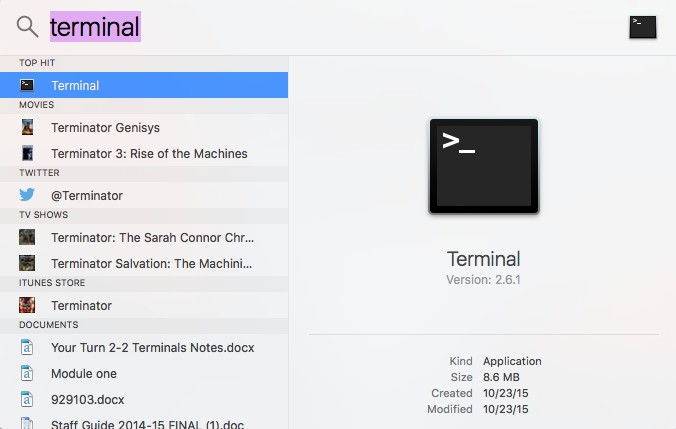 terminal
TOP HIT
Terminal
MOVIES
Terminator Genisys
Terminator 3: Rise of the Machines
TWITTER
@Terminator
TV SHOWS
Terminator: The Sarah Connor Chr...
Terminator Salvation: The Machini...
ITUNES STORE
Terminator
DOCUMENTS
Your Turn 2-2 Terminals Notes.docx
Module one
929103.docx
Staff Guide 2014-15 FINAL (1).doc
>_
Terminal
Version: 2.6.1
Kind Application
Size 8.6 MB
Created 10/23/15
Modified 10/23/15